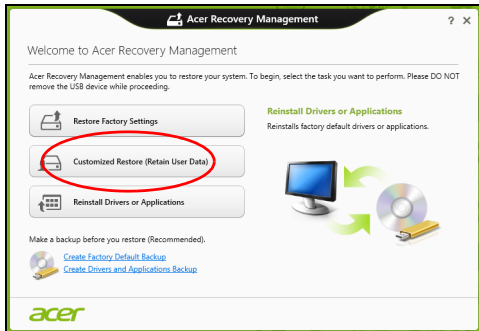 Acer Recovery Management
Welcome to Acer Recovery Management
Acer Recovery Management enables you to restore your system. To begin, select the task you want to perform. Please DO NOT
remove the USB device while proceeding.
Restore Factory Settings
Customized Restore (Retain User Data)
Reinstall Drivers or Applications
Reinstall Drivers or Applications
Reinstalls factory default drivers or applications.
Make a backup before you restore (Recommended).
Create Factory Default Backup
Create Drivers and Applications Backup
acer